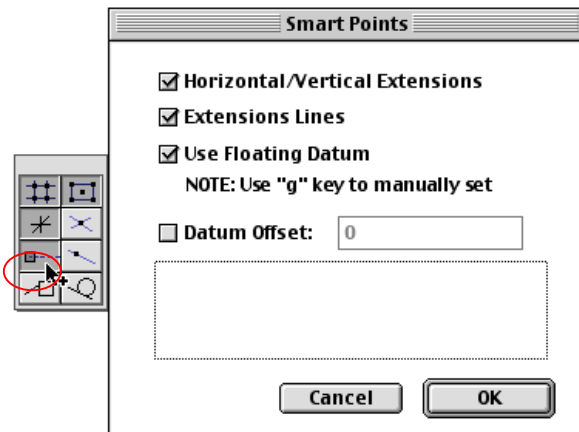 Smart Points
Horizontal/Vertical Extensions
Extensions Lines
Use Floating Datum
NOTE: Use "g" key to manually set
Datum Offset: 0
Cancel OK